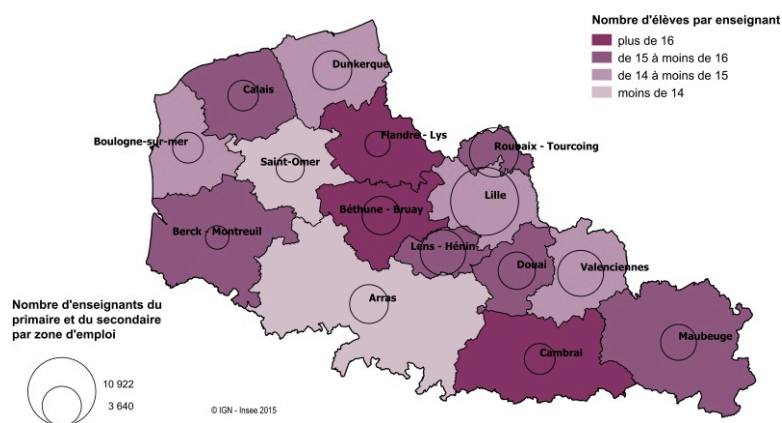 Nombre d'élèves par enseignant
plus de 16
de 15 à moins de 16
de 14 à moins de 15
moins de 14
Dunkerque
Calais
Flandre - Lys
Boulogne-sur-mer
Roubaix - Tourcoing
Saint-Omer
Lille
Béthune - Bruay
Berck - Montreuil
Lens - Hénin
Douai
Valenciennes
Arras
Maubeuge
Cambrai
Nombre d'enseignants du
primaire et du secondaire
par zone d'emploi
10 922
3 640
© IGN - Insee 2015